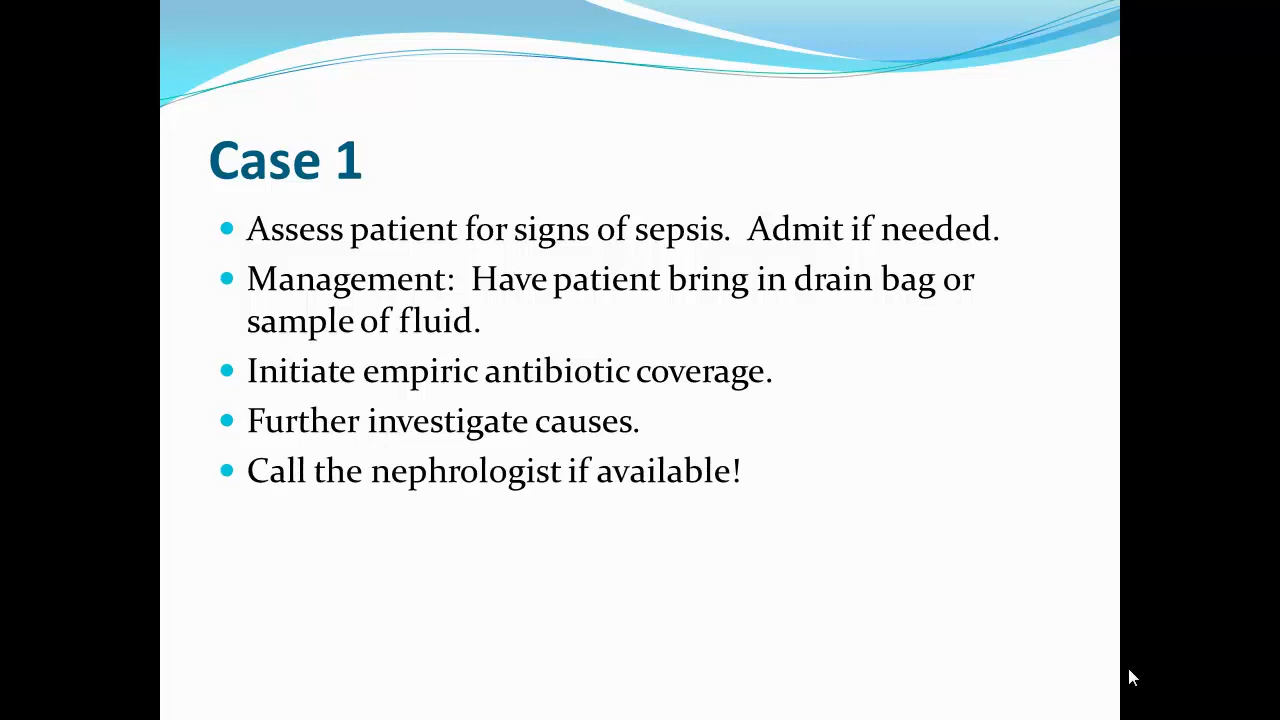 Case 1
Assess patient for signs of sepsis.  Admit if needed.
Management:  Have patient bring in drain bag or
sample of fluid.
Initiate empiric antibiotic coverage.
Further investigate causes.
Call the nephrologist if available!